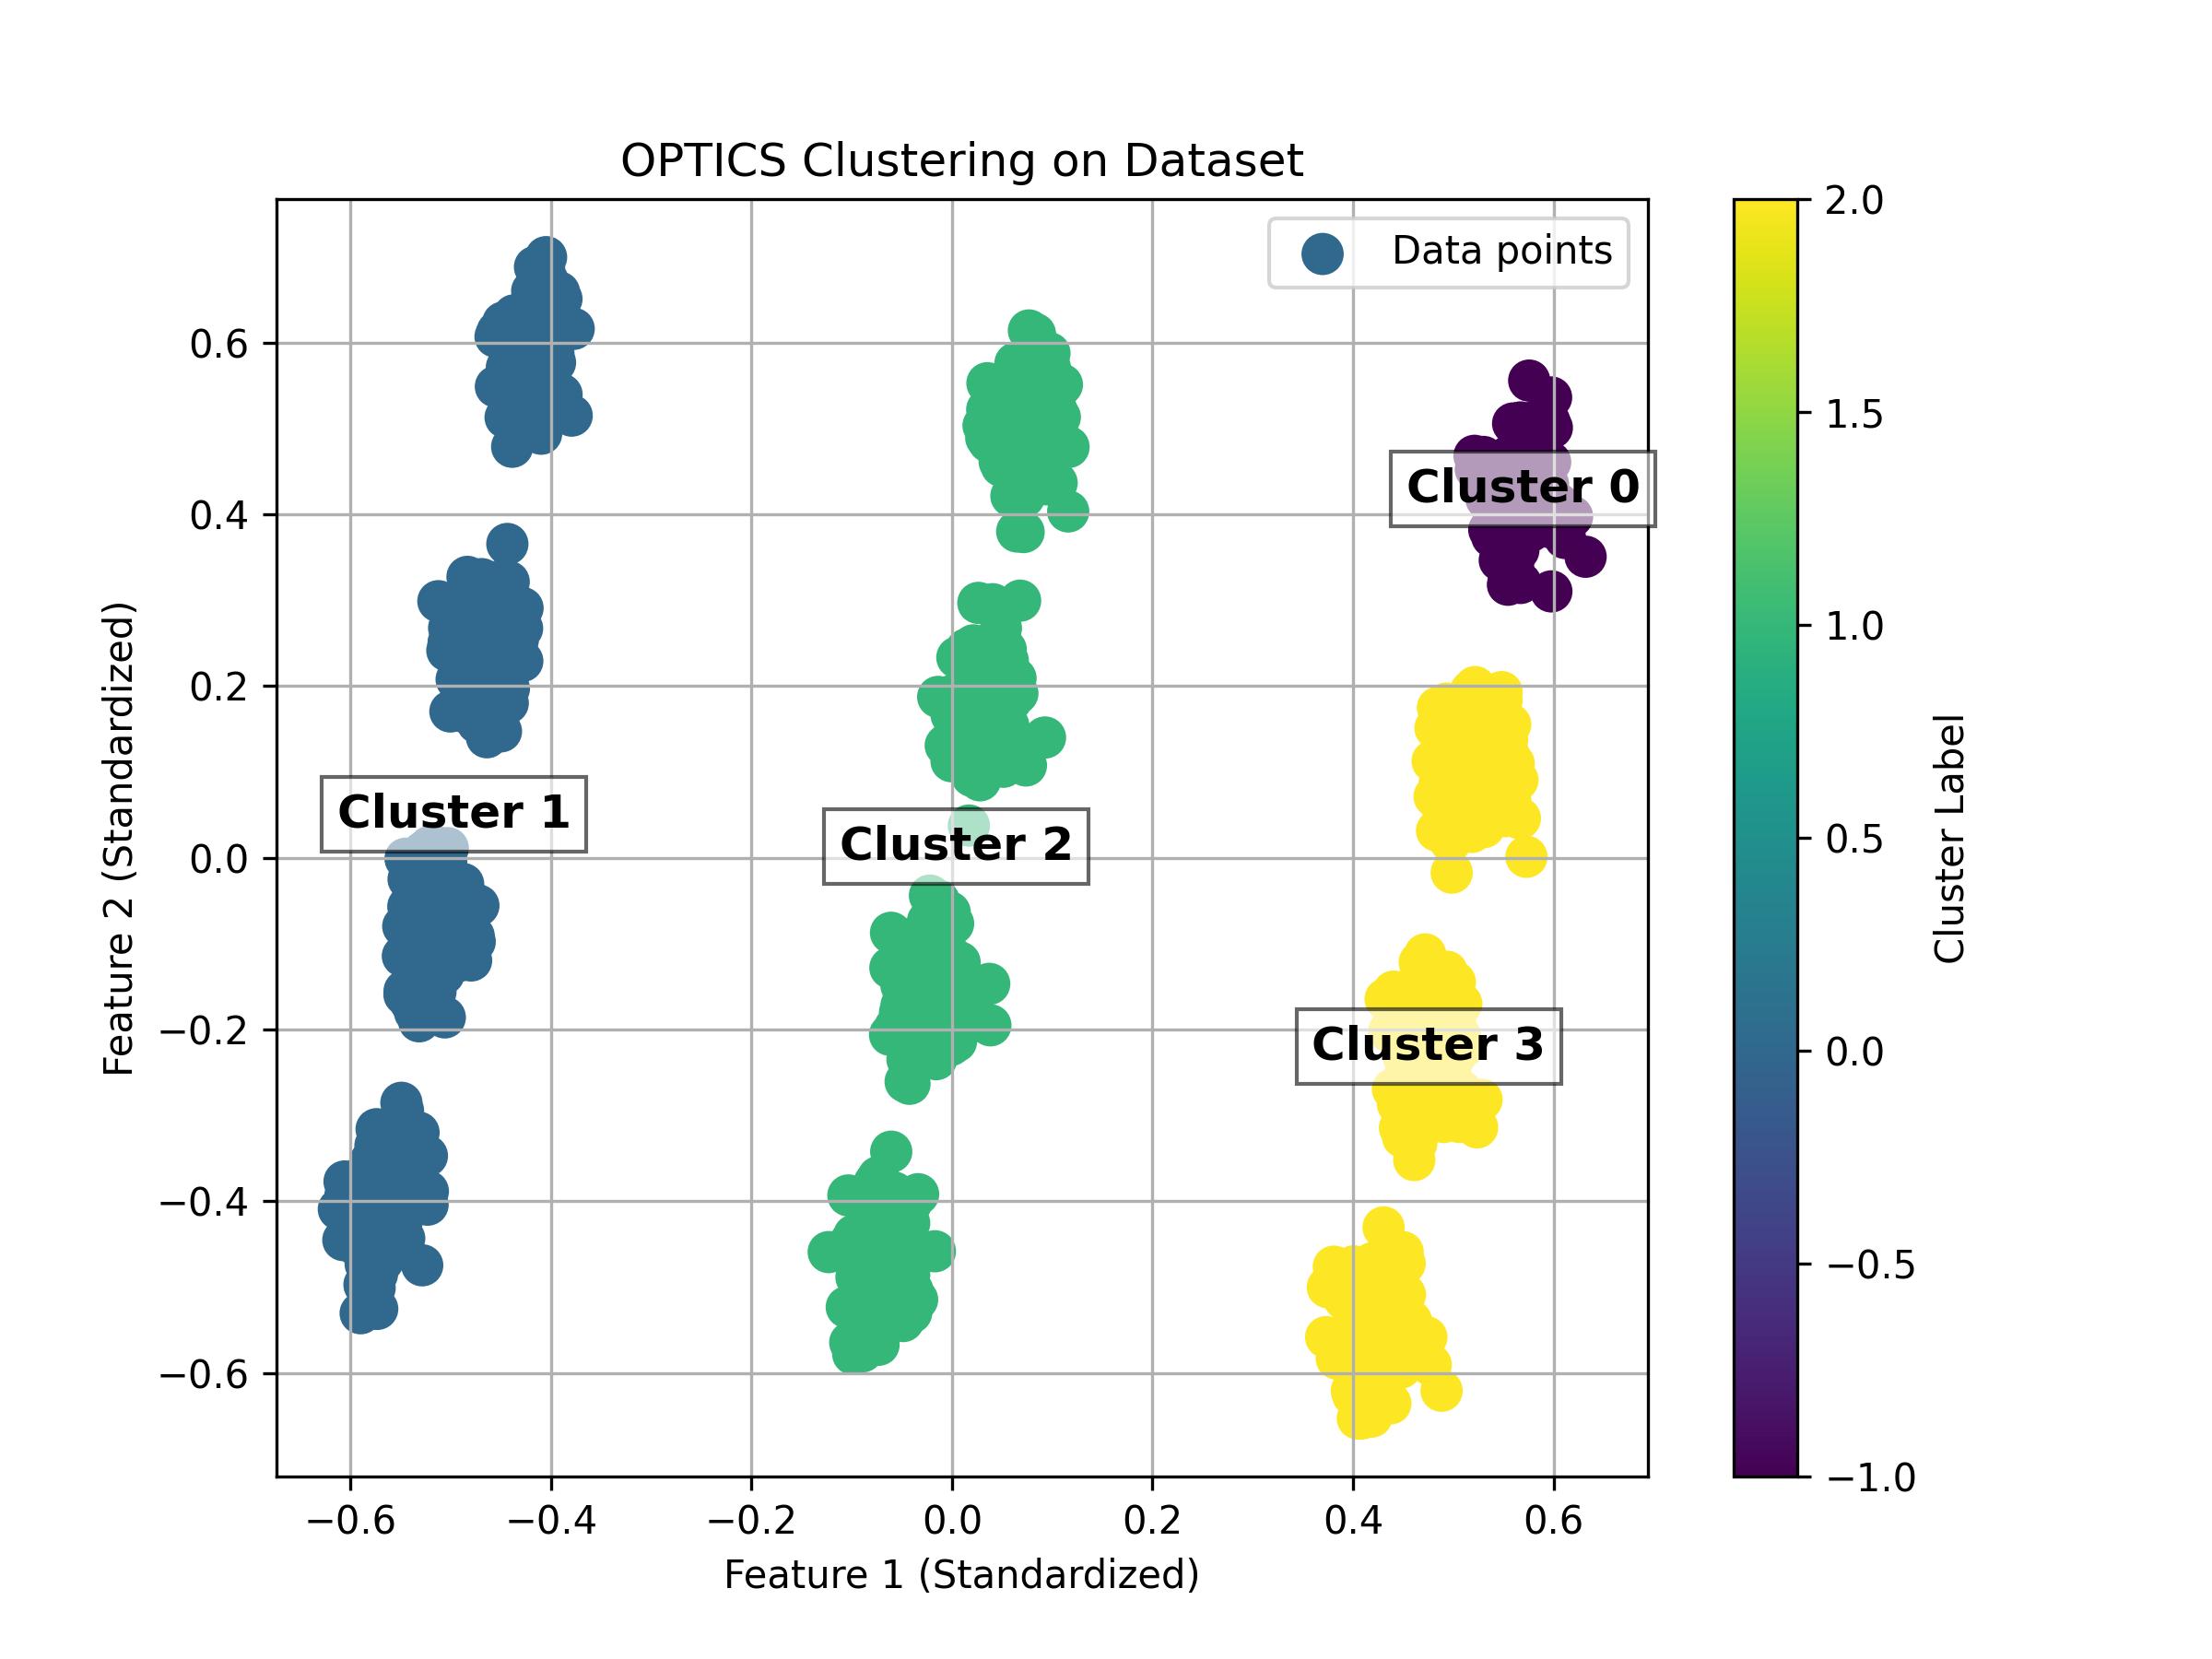 OPTICS Clustering on Dataset
Data points
Cluster 0
Cluster 1
Cluster 2
Cluster 3
0.6
0.4
0.2
0.0
−0.2
−0.4
−0.6
Feature 2 (Standardized)
−0.6 −0.4 −0.2 0.0 0.2 0.4 0.6
Feature 1 (Standardized)
2.0
1.5
1.0
0.5
0.0
−0.5
−1.0
Cluster Label